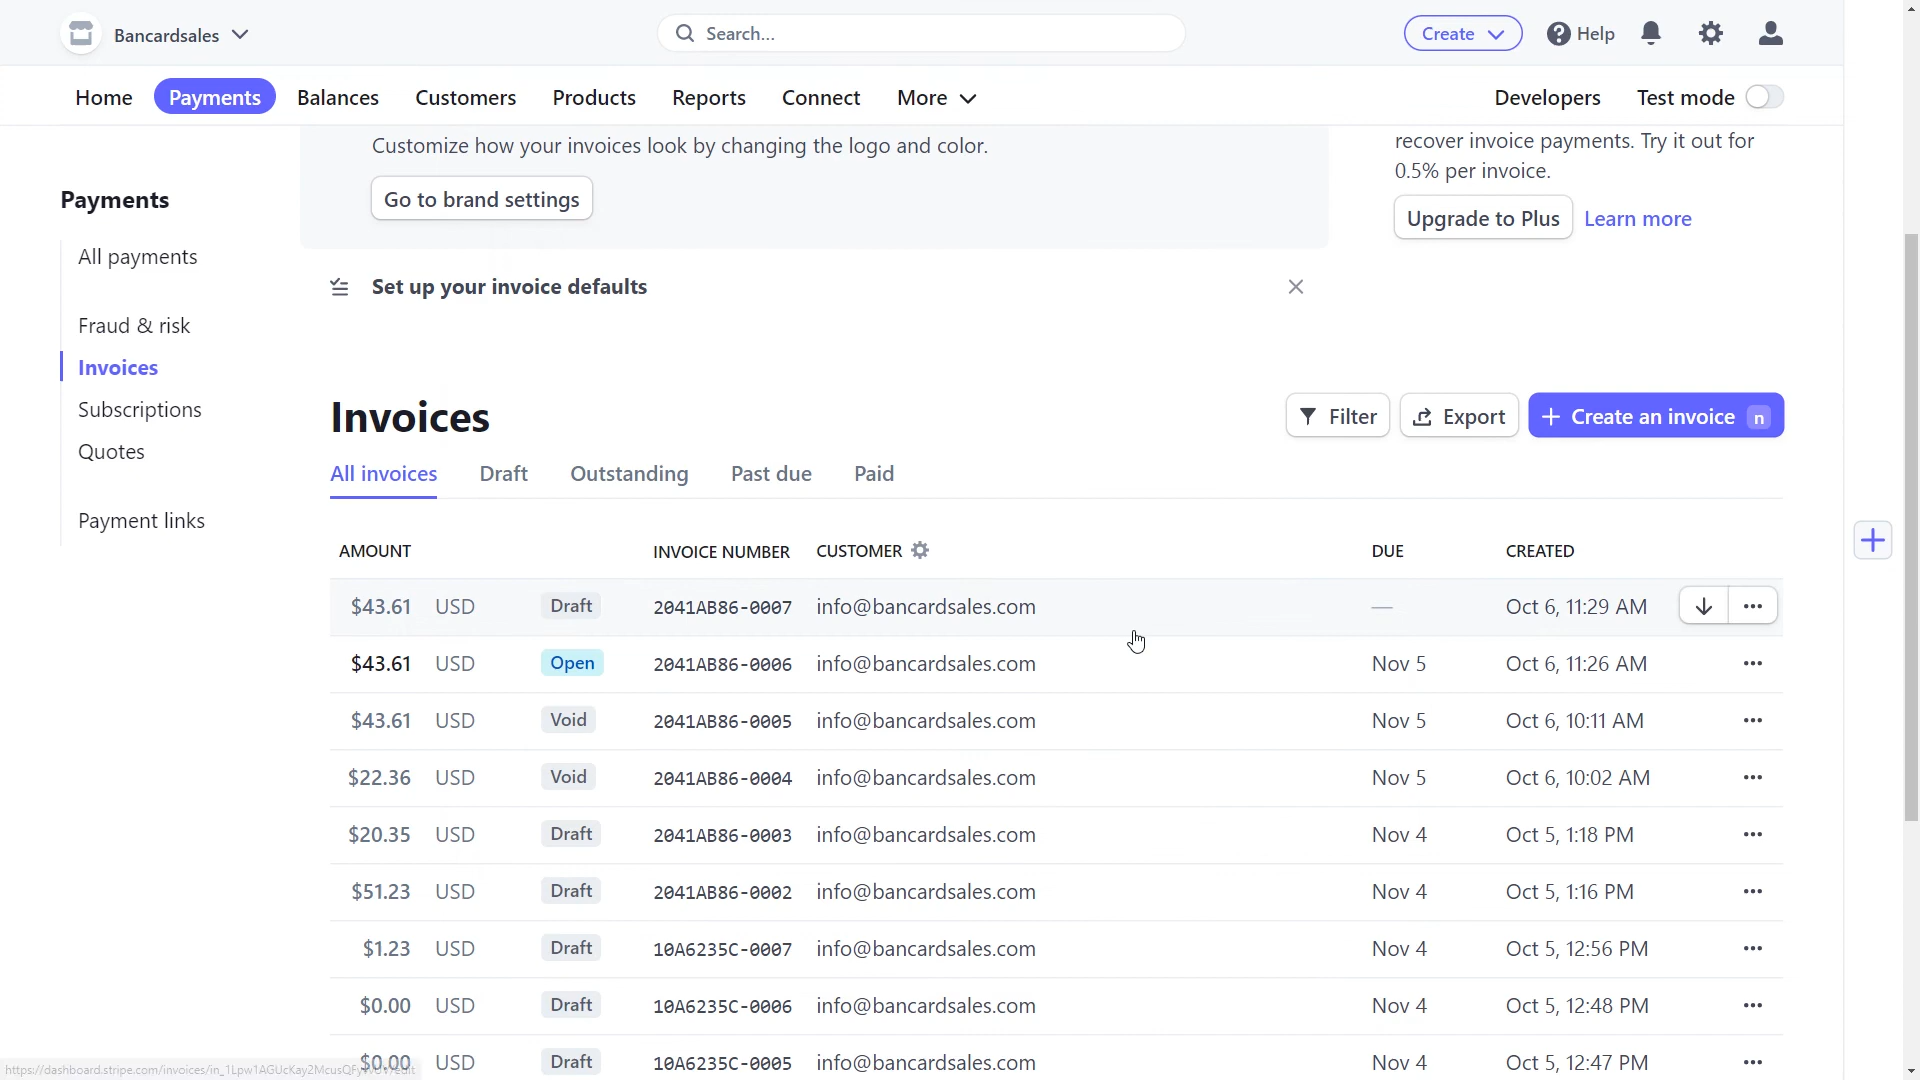 Bancardsales
Search...
Create
Help
Home Payments Balances Customers Products Reports Connect More Developers Test mode
Customize how your invoices look by changing the logo and color.
Go to brand settings
recover invoice payments. Try it out for
0.5% per invoice.
Upgrade to Plus Learn more
Payments
All payments
Fraud & risk
Invoices
Subscriptions
Quotes
Payment links
Set up your invoice defaults
Invoices
Filter Export Create an invoice n
All invoices Draft Outstanding Past due Paid
AMOUNT INVOICE NUMBER CUSTOMER DUE CREATED
$43.61 USD Draft 2041AB86-0007 info@bancardsales.com — Oct 6, 11:29 AM
$43.61 USD Open 2041AB86-0006 info@bancardsales.com Nov 5 Oct 6, 11:26 AM
$43.61 USD Void 2041AB86-0005 info@bancardsales.com Nov 5 Oct 6, 10:11 AM
$22.36 USD Void 2041AB86-0004 info@bancardsales.com Nov 5 Oct 6, 10:02 AM
$20.35 USD Draft 2041AB86-0003 info@bancardsales.com Nov 4 Oct 5, 1:18 PM
$51.23 USD Draft 2041AB86-0002 info@bancardsales.com Nov 4 Oct 5, 1:16 PM
$1.23 USD Draft 10A6235C-0007 info@bancardsales.com Nov 4 Oct 5, 12:56 PM
$0.00 USD Draft 10A6235C-0006 info@bancardsales.com Nov 4 Oct 5, 12:48 PM
$0.00 USD Draft 10A6235C-0005 info@bancardsales.com Nov 4 Oct 5, 12:47 PM